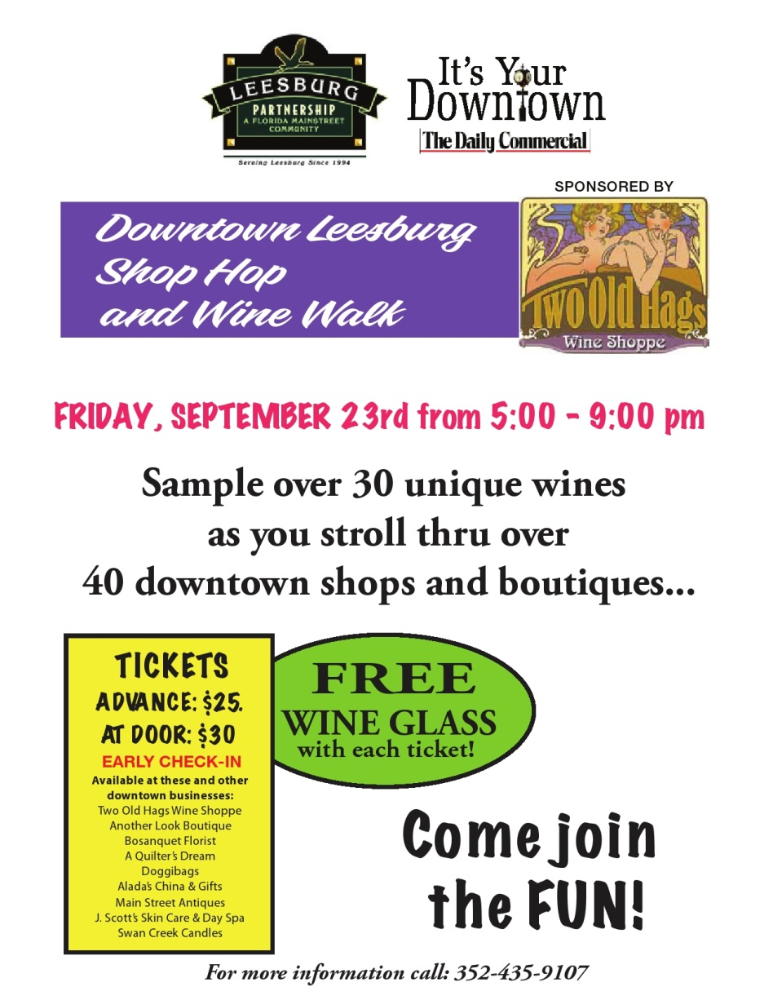 LEESBURG
PARTNERSHIP
A FLORIDA MAINSTREET
COMMUNITY
Serving Leesburg Since 1994
It's Your
Downtown
The Daily Commercial
SPONSORED BY
Downtown Leesburg
Shop Hop
and Wine Walk
Two Old Hags
Wine Shoppe
FRIDAY, SEPTEMBER 23rd from 5:00 - 9:00 pm
Sample over 30 unique wines
as you stroll thru over
40 downtown shops and boutiques...
TICKETS
ADVANCE: $25.
AT DOOR: $30
EARLY CHECK-IN
Available at these and other
downtown businesses:
Two Old Hags Wine Shoppe
Another Look Boutique
Bosanquet Florist
A Quilter's Dream
Doggibags
Alada's China & Gifts
Main Street Antiques
J. Scott's Skin Care & Day Spa
Swan Creek Candles
FREE
WINE GLASS
with each ticket!
Come join
the FUN!
For more information call: 352-435-9107